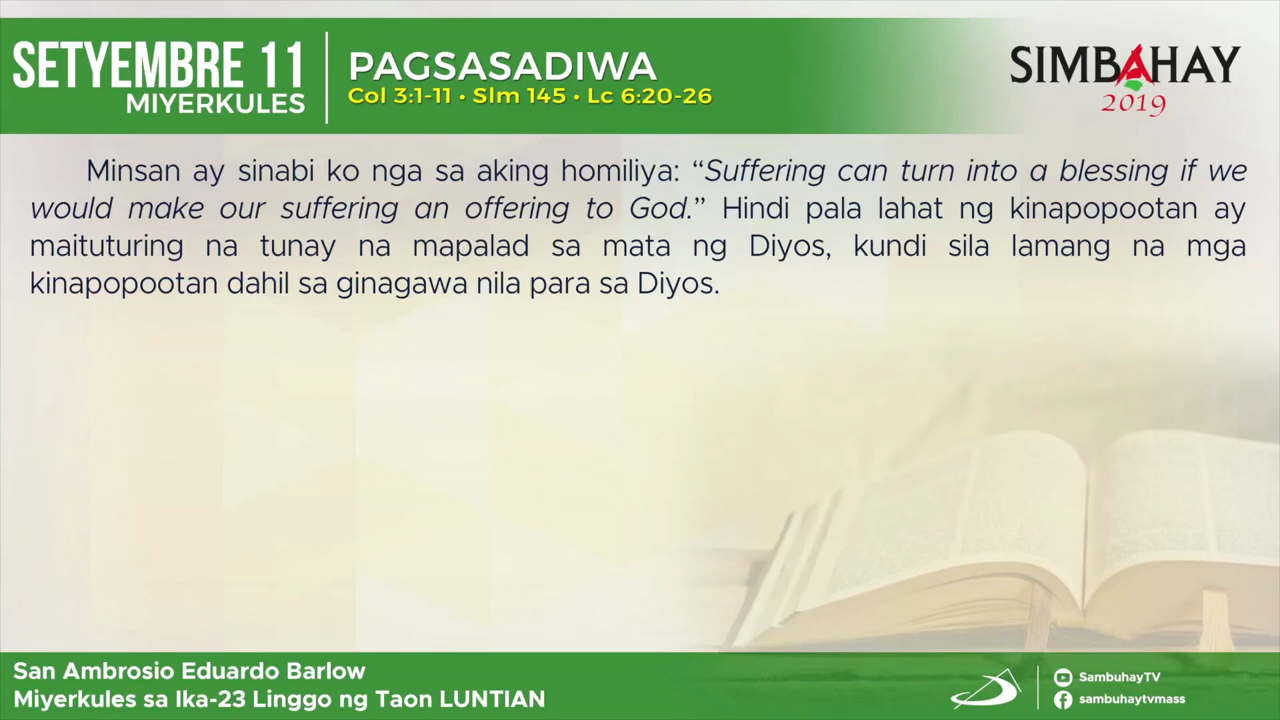 SETYEMBRE 11
MIYERKULES
PAGSASADIWA
Col 3:1-11 • Slm 145 • Lc 6:20-26
SIMBAHAY
2019
Minsan ay sinabi ko nga sa aking homiliya: “Suffering can turn into a blessing if we
would make our suffering an offering to God.” Hindi pala lahat ng kinapopootan ay
maituturing na tunay na mapalad sa mata ng Diyos, kundi sila lamang na mga
kinapopootan dahil sa ginagawa nila para sa Diyos.
San Ambrosio Eduardo Barlow
Miyerkules sa Ika-23 Linggo ng Taon LUNTIAN
SambuhayTV
sambuhaytvmass